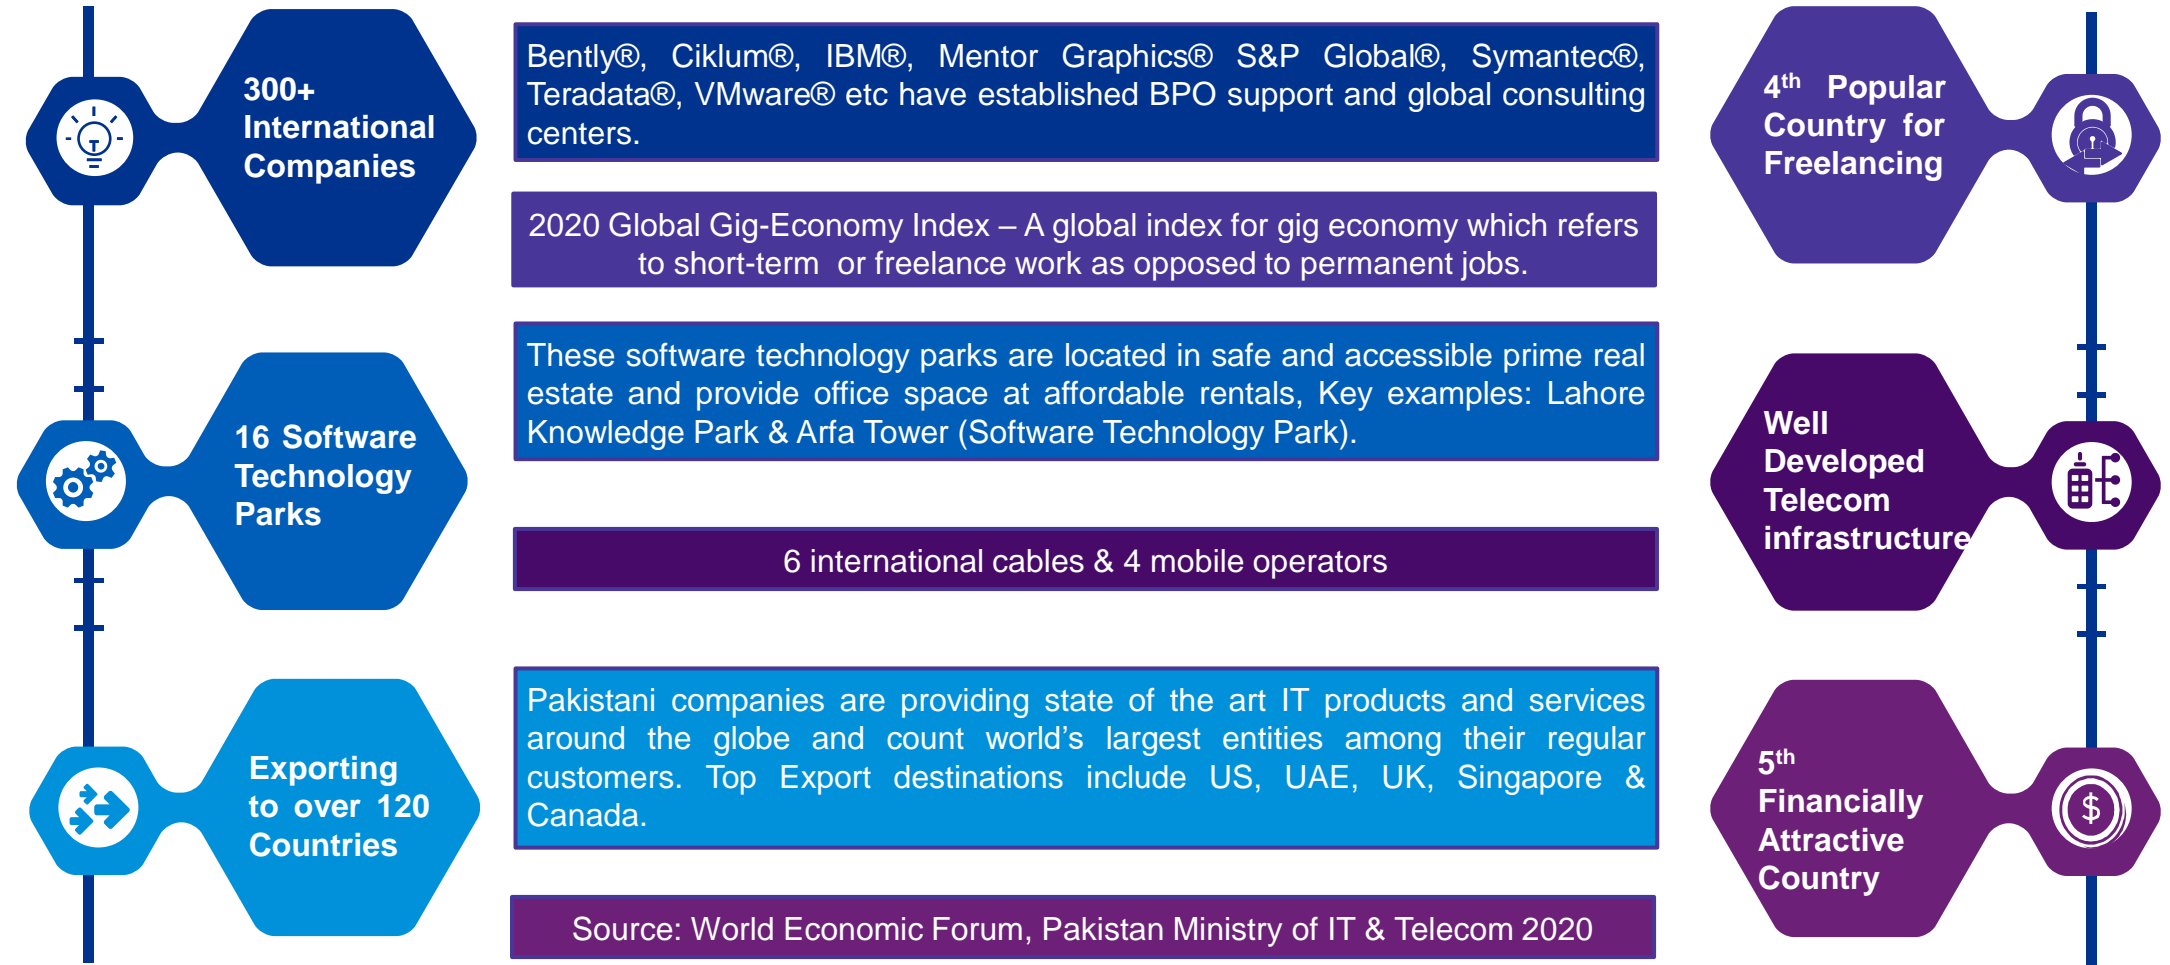 300+
International
Companies
Bently®, Ciklum®, IBM®, Mentor Graphics® S&P Global®, Symantec®,
Teradata®, VMware® etc have established BPO support and global consulting
centers.
4th Popular
Country for
Freelancing
2020 Global Gig-Economy Index – A global index for gig economy which refers
to short-term or freelance work as opposed to permanent jobs.
16 Software
Technology
Parks
These software technology parks are located in safe and accessible prime real
estate and provide office space at affordable rentals, Key examples: Lahore
Knowledge Park & Arfa Tower (Software Technology Park).
Well
Developed
Telecom
infrastructure
6 international cables & 4 mobile operators
Exporting
to over 120
Countries
Pakistani companies are providing state of the art IT products and services
around the globe and count world’s largest entities among their regular
customers. Top Export destinations include US, UAE, UK, Singapore &
Canada.
5th
Financially
Attractive
Country
$
Source: World Economic Forum, Pakistan Ministry of IT & Telecom 2020